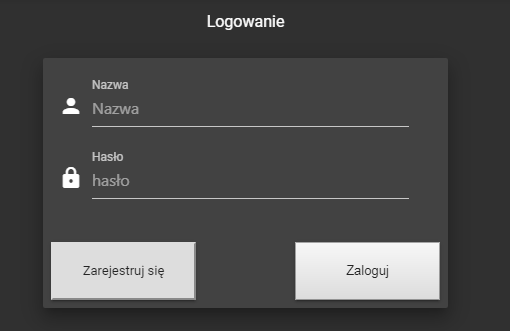 Logowanie
Nazwa
Nazwa
Hasło
hasło
Zarejestruj się
Zaloguj